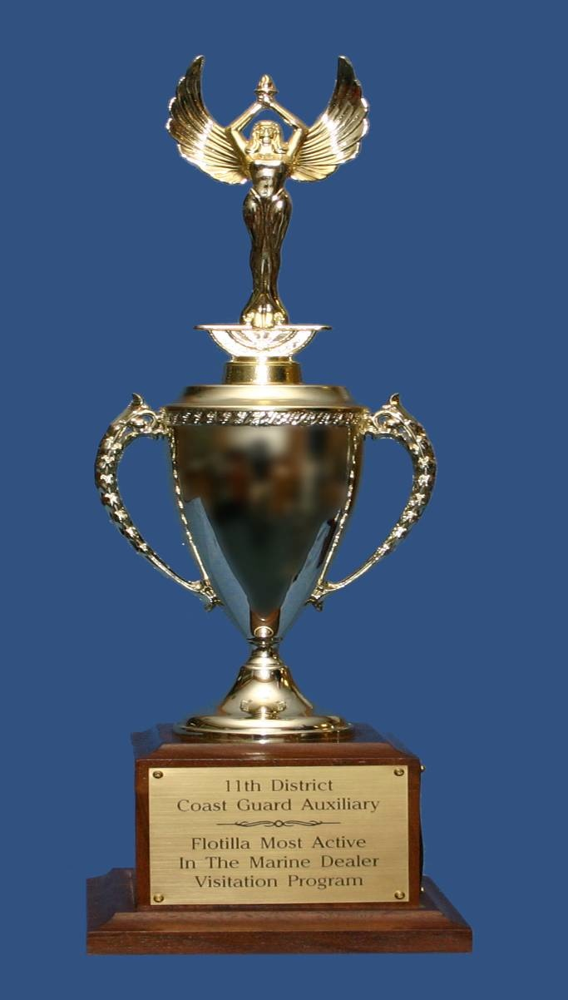 11th District
Coast Guard Auxiliary
Flotilla Most Active
In The Marine Dealer
Visitation Program